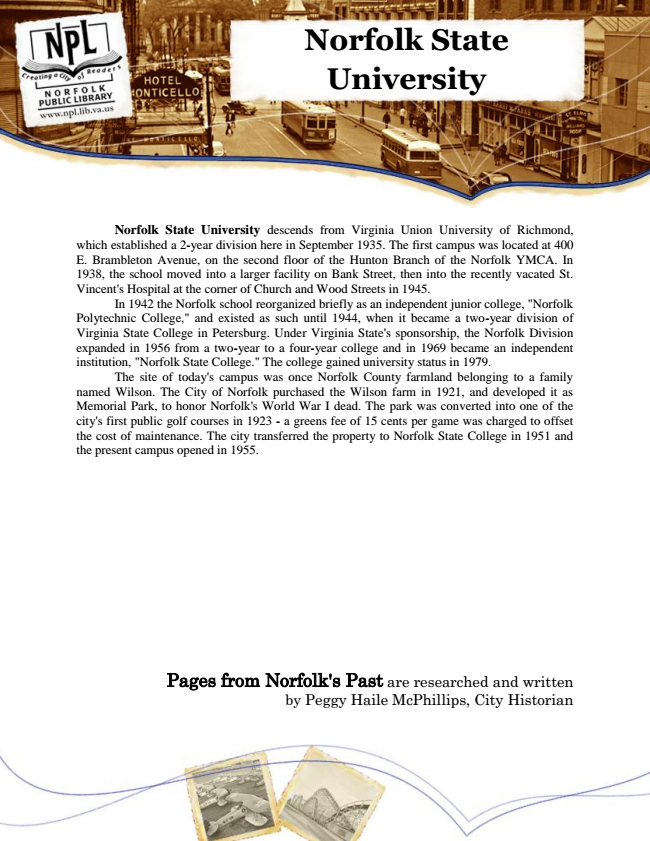 NPL
Creating a City of Readers
NORFOLK
PUBLIC LIBRARY
www.npl.lib.va.us
HOTEL
MONTICELLO
Norfolk State
University
Norfolk State University descends from Virginia Union University of Richmond,
which established a 2-year division here in September 1935. The first campus was located at 400
E. Brambleton Avenue, on the second floor of the Hunton Branch of the Norfolk YMCA. In
1938, the school moved into a larger facility on Bank Street, then into the recently vacated St.
Vincent's Hospital at the corner of Church and Wood Streets in 1945.
In 1942 the Norfolk school reorganized briefly as an independent junior college, "Norfolk
Polytechnic College," and existed as such until 1944, when it became a two-year division of
Virginia State College in Petersburg. Under Virginia State's sponsorship, the Norfolk Division
expanded in 1956 from a two-year to a four-year college and in 1969 became an independent
institution, "Norfolk State College." The college gained university status in 1979.
The site of today's campus was once Norfolk County farmland belonging to a family
named Wilson. The City of Norfolk purchased the Wilson farm in 1921, and developed it as
Memorial Park, to honor Norfolk's World War I dead. The park was converted into one of the
city's first public golf courses in 1923 - a greens fee of 15 cents per game was charged to offset
the cost of maintenance. The city transferred the property to Norfolk State College in 1951 and
the present campus opened in 1955.
Pages from Norfolk's Past are researched and written
by Peggy Haile McPhillips, City Historian